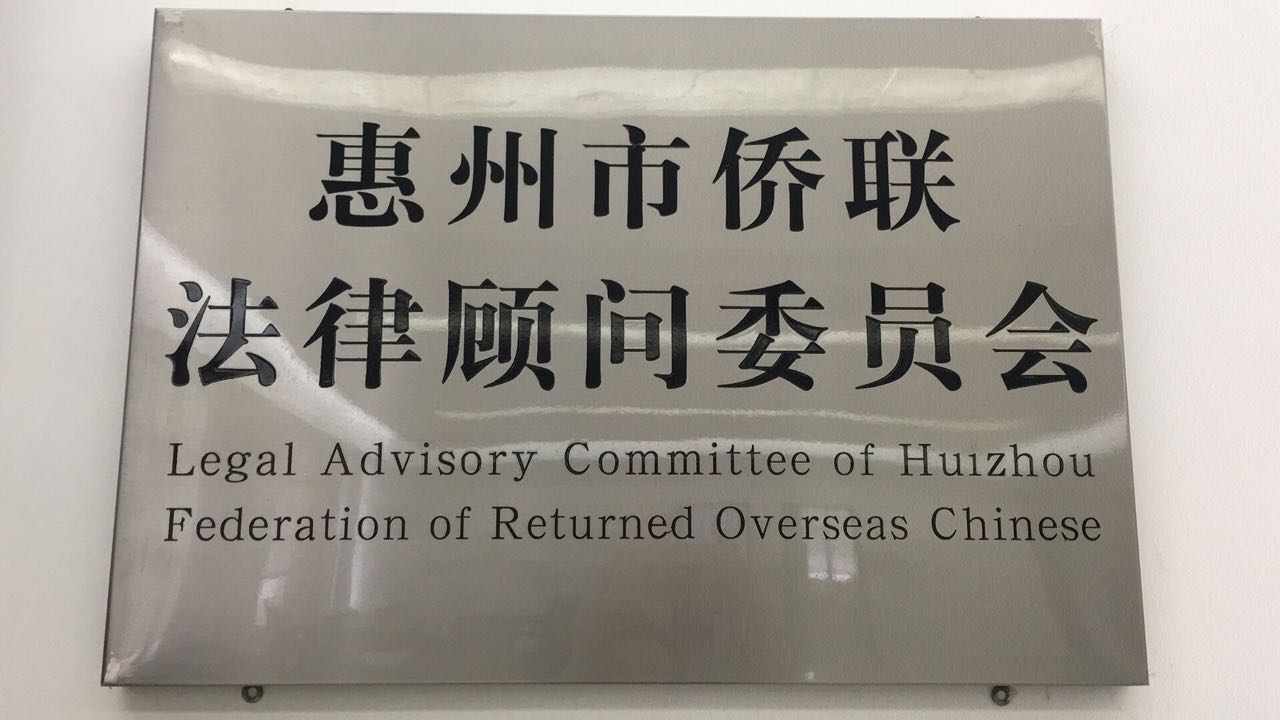 惠州市侨联
法律顾问委员会
Legal Advisory Committee of Huizhou
Federation of Returned Overseas Chinese